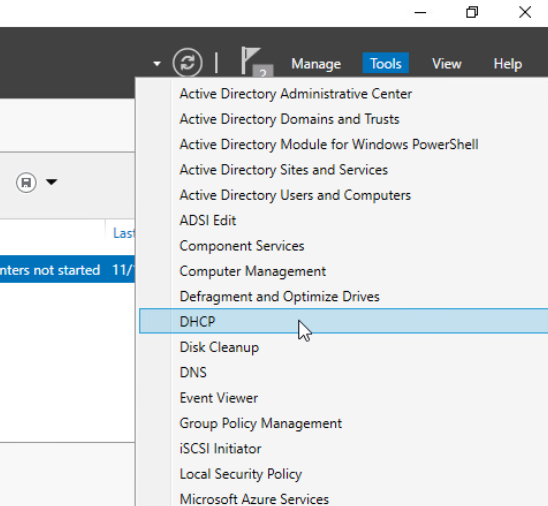 2
Manage Tools View Help
Active Directory Administrative Center
Active Directory Domains and Trusts
Active Directory Module for Windows PowerShell
Active Directory Sites and Services
Active Directory Users and Computers
ADSI Edit
Last
Component Services
nters not started 11/
Computer Management
Defragment and Optimize Drives
DHCP
Disk Cleanup
DNS
Event Viewer
Group Policy Management
iSCSI Initiator
Local Security Policy
Microsoft Azure Services